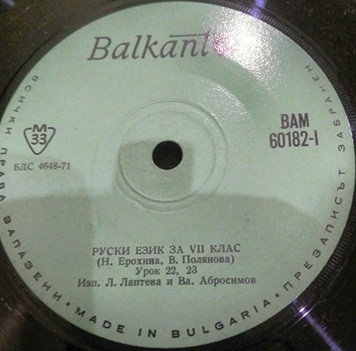 Balkanton
M
33
БДС 4648-71
ВАМ
60182-I
РУСКИ ЕЗИК ЗА VII КЛАС
(Н. Ерохина, В. Полянова)
Урок 22, 23
Изп. Л. Лаптева и Вл. Абросимов
ВСИЧКИ ПРАВА ЗАПАЗЕНИ • MADE IN BULGARIA • ПРЕЗАПИСЪТ ЗАБРАНЕН